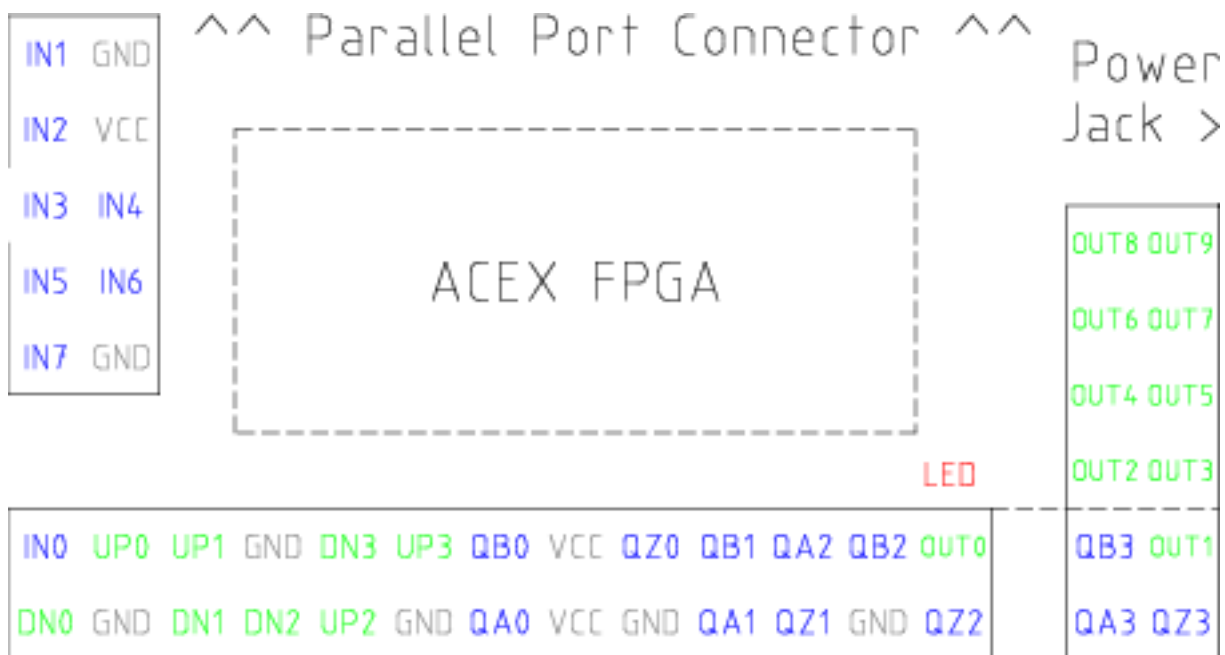 ^^ Parallel Port Connector ^^
Power
Jack >
IN1 GND
IN2 VCC
IN3 IN4
IN5 IN6
IN7 GND
ACEX FPGA
LED
OUT8 OUT9
OUT6 OUT7
OUT4 OUT5
OUT2 OUT3
IN0 UP0 UP1 GND DN3 UP3 QB0 VCC QZ0 QB1 QA2 QB2 OUT0
DN0 GND DN1 DN2 UP2 GND QA0 VCC GND QA1 QZ1 GND QZ2
QB3 OUT1
QA3 QZ3